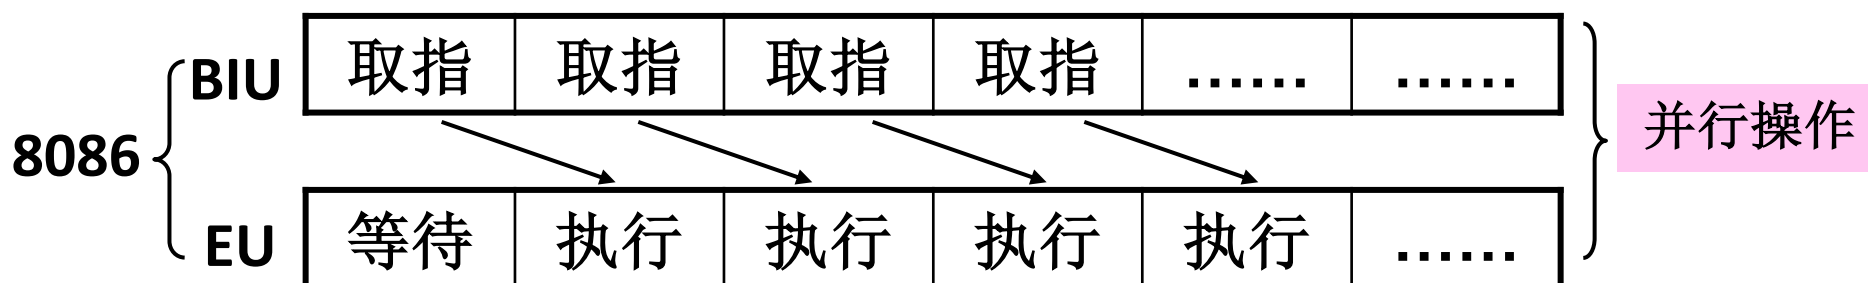 BIU 取指 取指 取指 取指 …… ……
8086
并行操作
EU 等待 执行 执行 执行 执行 ……